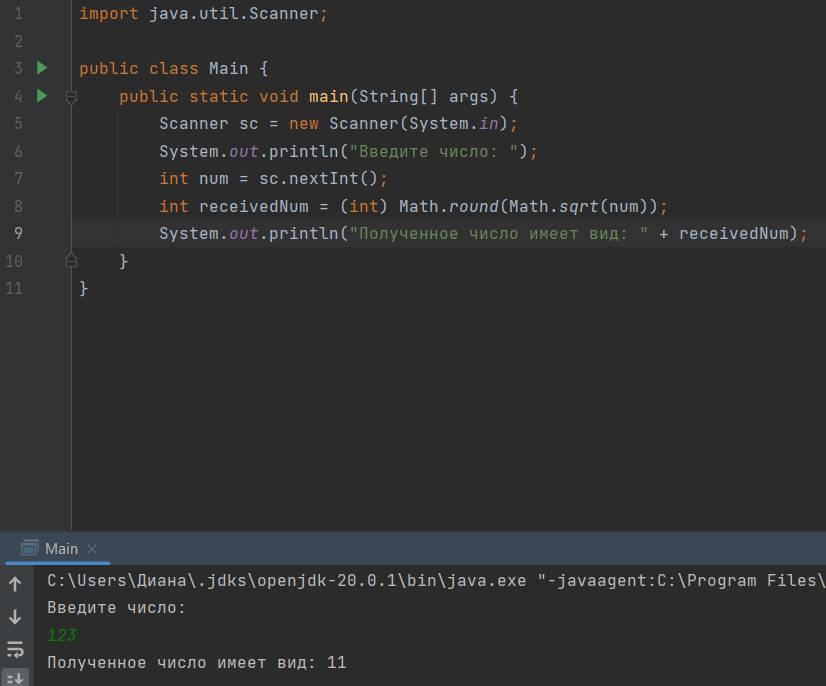 1 import java.util.Scanner;
2
3 public class Main {
4 public static void main(String[] args) {
5 Scanner sc = new Scanner(System.in);
6 System.out.println("Введите число: ");
7 int num = sc.nextInt();
8 int receivedNum = (int) Math.round(Math.sqrt(num));
9 System.out.println("Полученное число имеет вид: " + receivedNum);
10 }
11 }
Main
C:\Users\Диана\.jdks\openjdk-20.0.1\bin\java.exe "-javaagent:C:\Program Files\
Введите число:
123
Полученное число имеет вид: 11